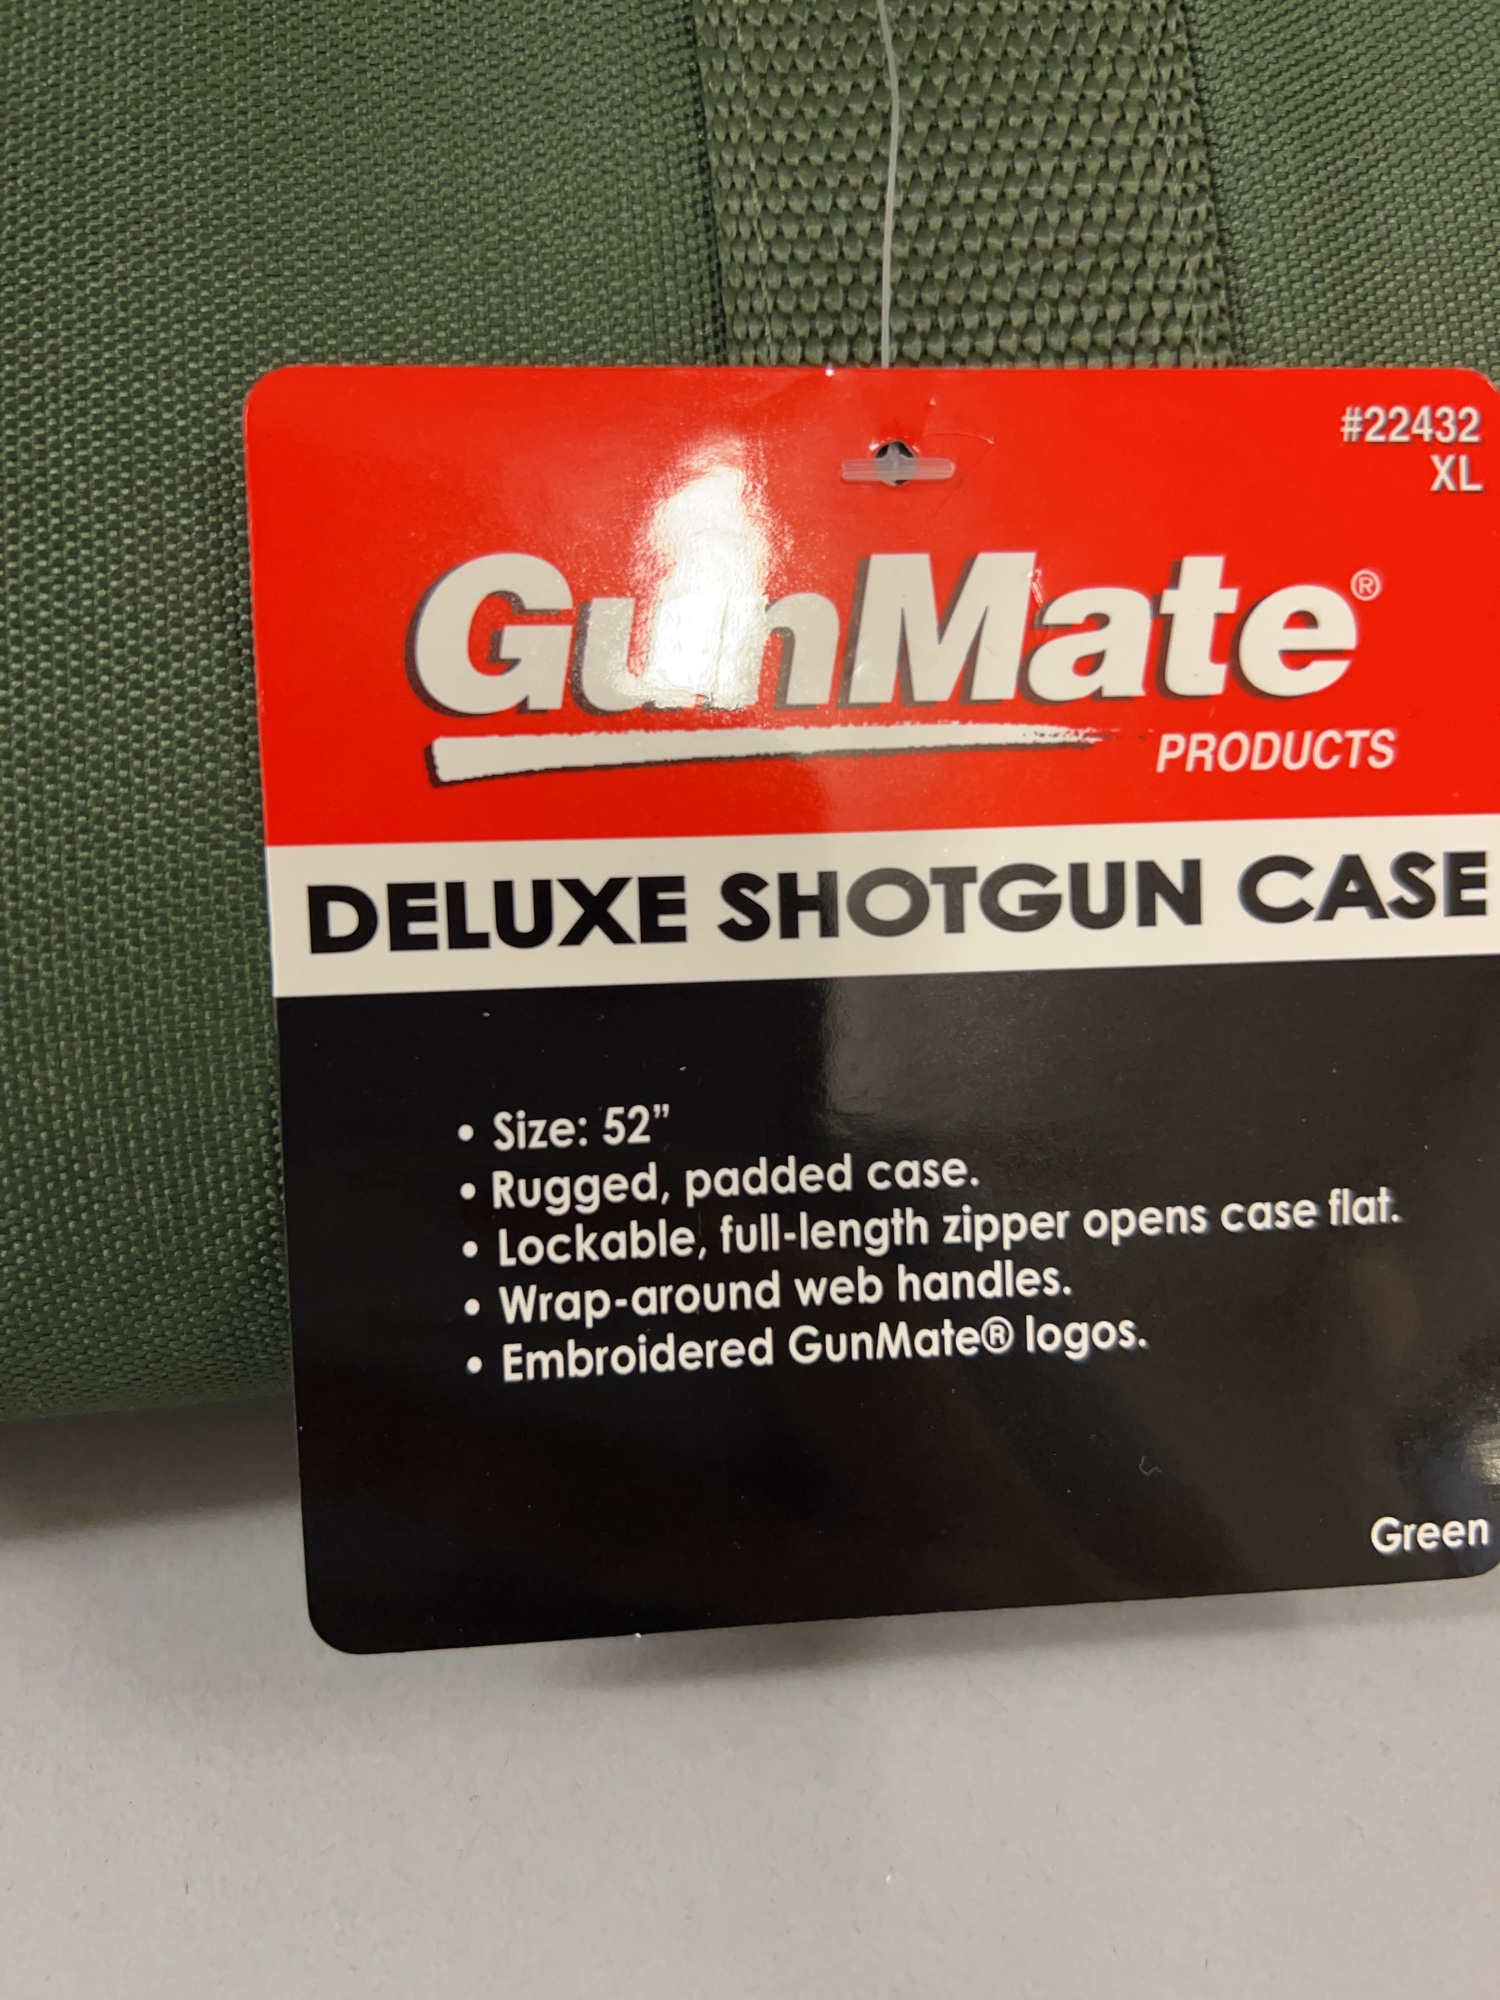 #22432
XL
GunMate®
PRODUCTS
DELUXE SHOTGUN CASE
• Size: 52”
• Rugged, padded case.
• Lockable, full-length zipper opens case flat.
• Wrap-around web handles.
• Embroidered GunMate® logos.
Green